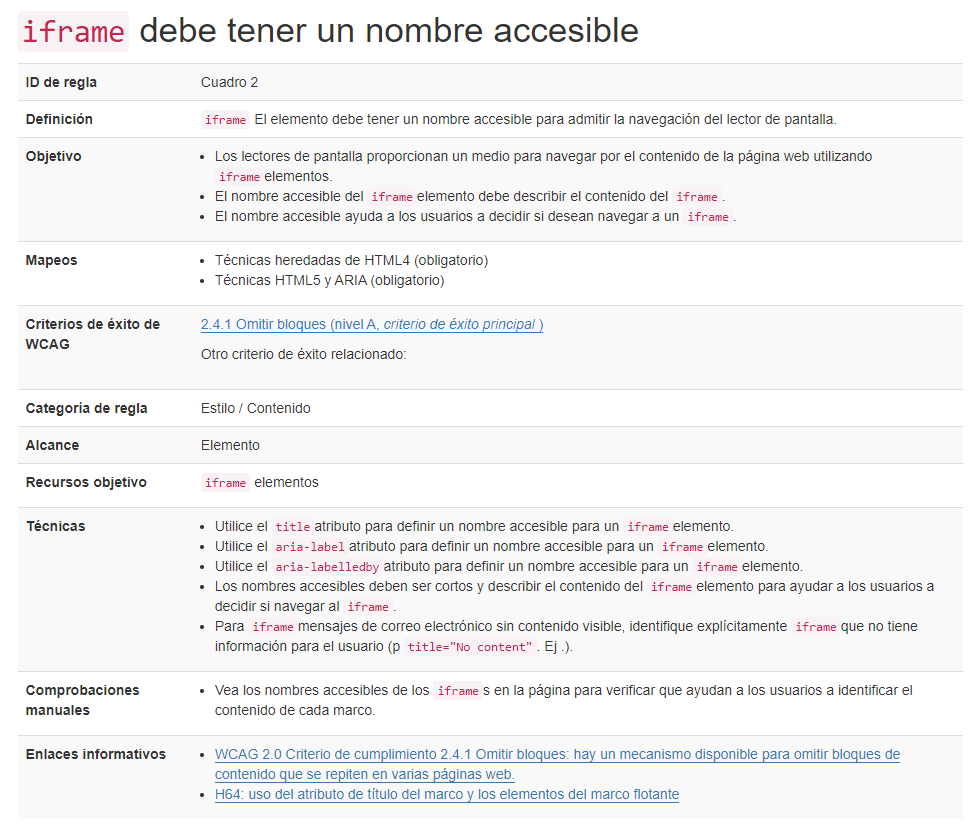 iframe debe tener un nombre accesible
ID de regla Cuadro 2
Definición iframe El elemento debe tener un nombre accesible para admitir la navegación del lector de pantalla.
Objetivo • Los lectores de pantalla proporcionan un medio para navegar por el contenido de la página web utilizando
iframe elementos.
• El nombre accesible del iframe elemento debe describir el contenido del iframe .
• El nombre accesible ayuda a los usuarios a decidir si desean navegar a un iframe .
Mapeos • Técnicas heredadas de HTML4 (obligatorio)
• Técnicas HTML5 y ARIA (obligatorio)
Criterios de éxito de WCAG 2.4.1 Omitir bloques (nivel A, criterio de éxito principal )
Otro criterio de éxito relacionado:
Categoría de regla Estilo / Contenido
Alcance Elemento
Recursos objetivo iframe elementos
Técnicas • Utilice el title atributo para definir un nombre accesible para un iframe elemento.
• Utilice el aria-label atributo para definir un nombre accesible para un iframe elemento.
• Utilice el aria-labelledby atributo para definir un nombre accesible para un iframe elemento.
• Los nombres accesibles deben ser cortos y describir el contenido del iframe elemento para ayudar a los usuarios a
decidir si navegar al iframe .
• Para iframe mensajes de correo electrónico sin contenido visible, identifique explícitamente iframe que no tiene
información para el usuario (p title="No content" . Ej .).
Comprobaciones manuales • Vea los nombres accesibles de los iframe s en la página para verificar que ayudan a los usuarios a identificar el
contenido de cada marco.
Enlaces informativos • WCAG 2.0 Criterio de cumplimiento 2.4.1 Omitir bloques: hay un mecanismo disponible para omitir bloques de
contenido que se repiten en varias páginas web.
• H64: uso del atributo de título del marco y los elementos del marco flotante